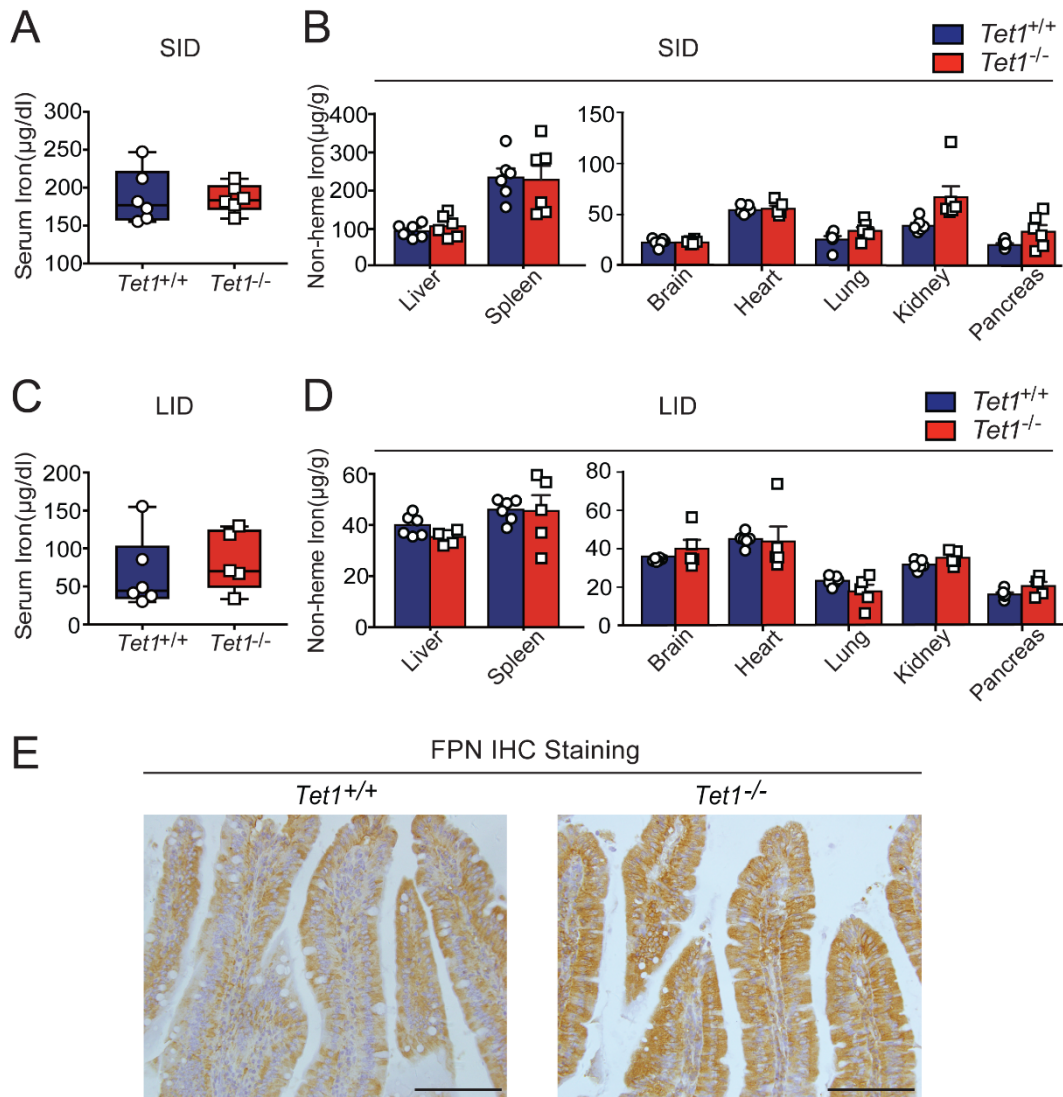 A
SID
Serum Iron(µg/dl)
300
250
200
150
100
Tet1+/+
Tet1-/-
B
SID
Tet1+/+
Tet1-/-
Non-heme Iron(µg/g)
400
300
200
100
0
Liver
Spleen
150
100
50
0
Brain
Heart
Lung
Kidney
Pancreas
C
LID
Serum Iron(µg/dl)
200
150
100
50
0
Tet1+/+
Tet1-/-
D
LID
Tet1+/+
Tet1-/-
Non-heme Iron(µg/g)
60
40
20
0
Liver
Spleen
80
60
40
20
0
Brain
Heart
Lung
Kidney
Pancreas
E
FPN IHC Staining
Tet1+/+
Tet1-/-